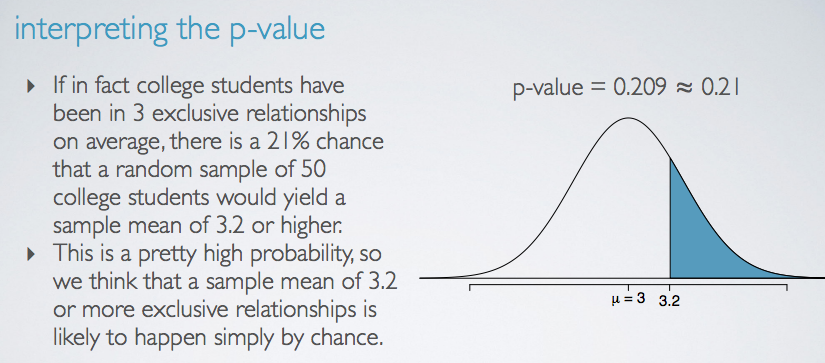 interpreting the p-value
‣ If in fact college students have
been in 3 exclusive relationships
on average, there is a 21% chance
that a random sample of 50
college students would yield a
sample mean of 3.2 or higher.
‣ This is a pretty high probability, so
we think that a sample mean of 3.2
or more exclusive relationships is
likely to happen simply by chance.
p-value = 0.209 ≈ 0.21
μ = 3 3.2